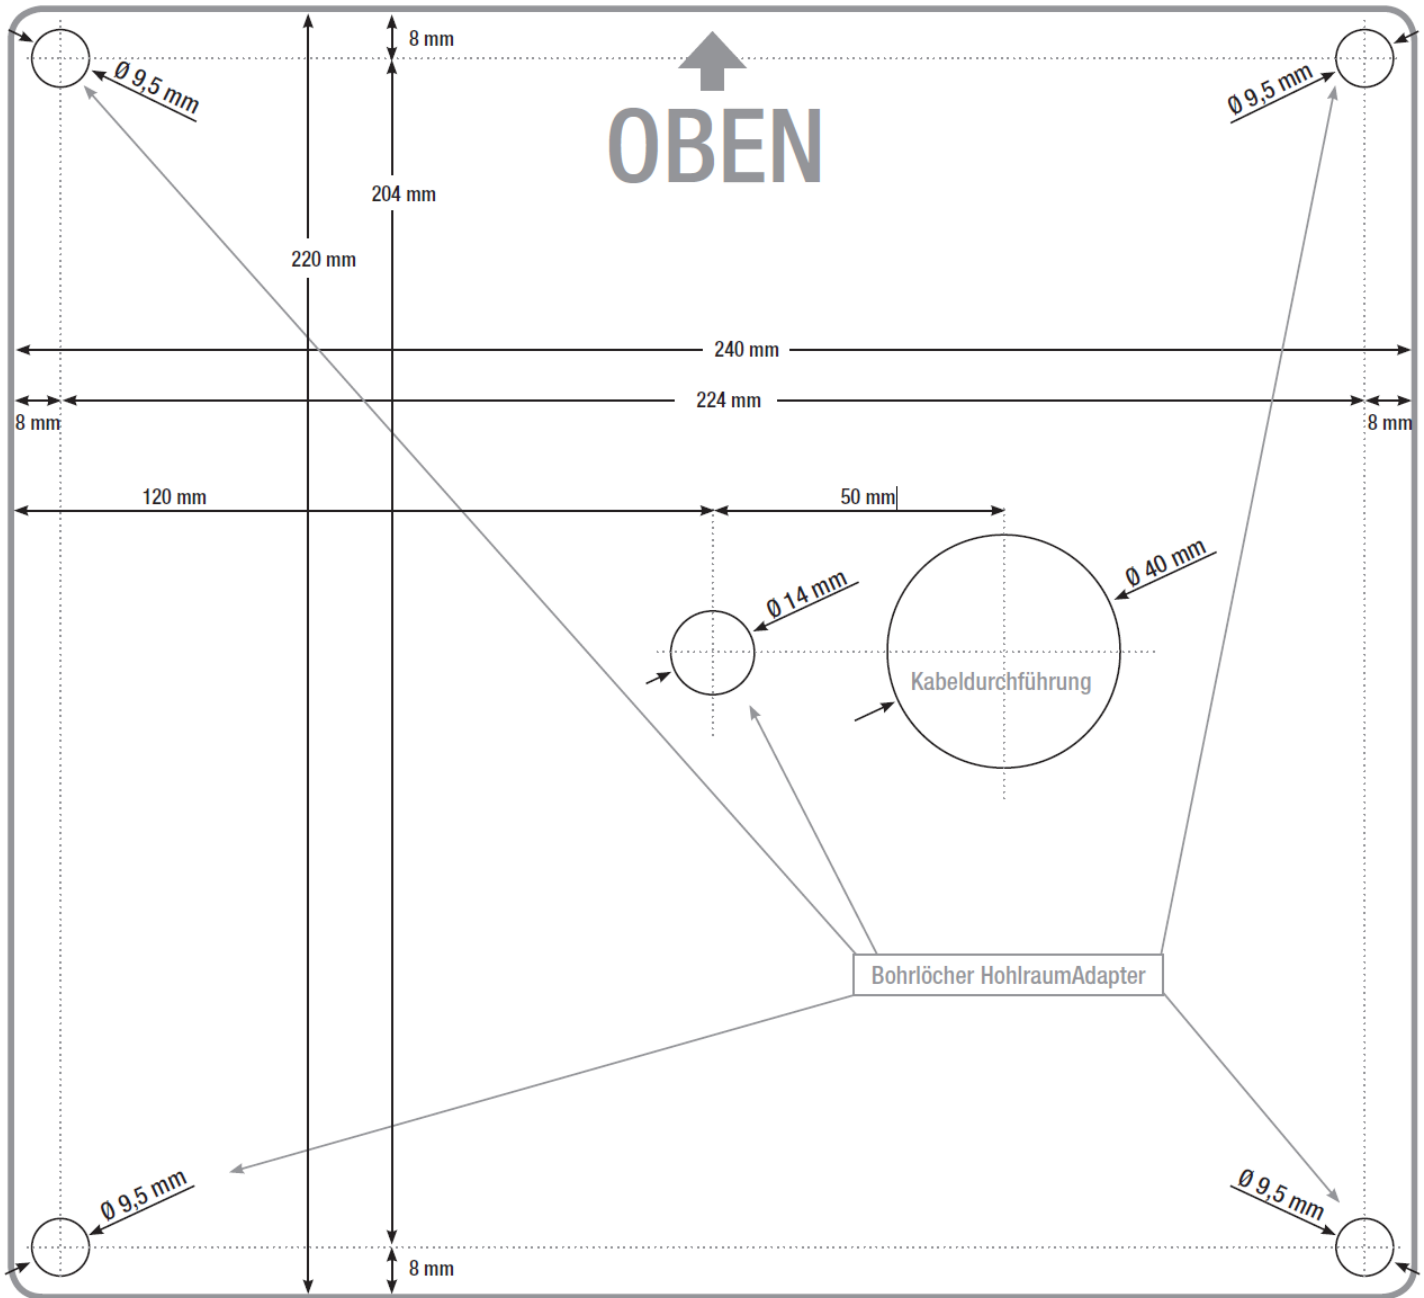 8 mm
Ø 9,5 mm
Ø 9,5 mm
OBEN
204 mm
220 mm
240 mm
224 mm
8 mm
8 mm
120 mm
50 mm
Ø 40 mm
Ø 14 mm
Kabeldurchführung
Bohrlöcher HohlraumAdapter
Ø 9,5 mm
Ø 9,5 mm
8 mm